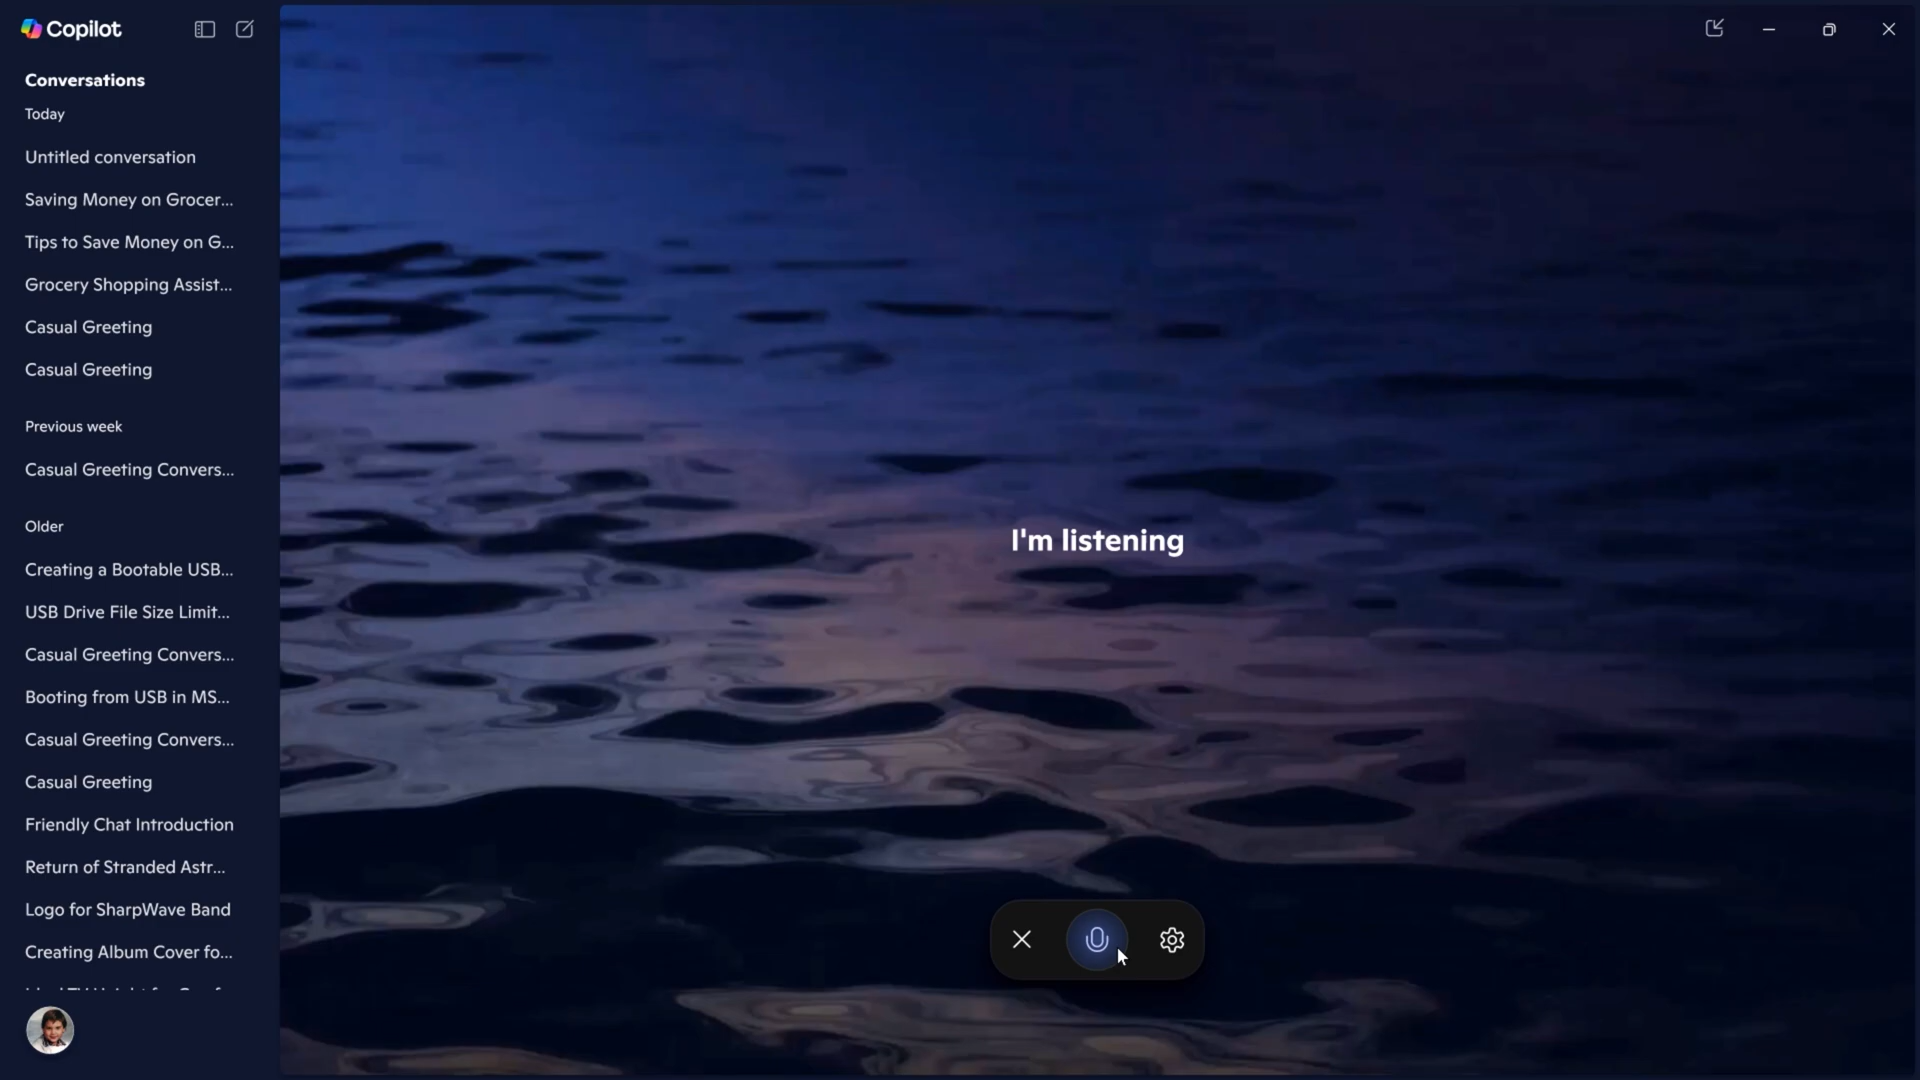 Copilot
Conversations
Today
Untitled conversation
Saving Money on Grocer...
Tips to Save Money on G...
Grocery Shopping Assist...
Casual Greeting
Casual Greeting
Previous week
Casual Greeting Convers...
Older
Creating a Bootable USB...
USB Drive File Size Limit...
Casual Greeting Convers...
Booting from USB in MS...
Casual Greeting Convers...
Casual Greeting
Friendly Chat Introduction
Return of Stranded Astr...
Logo for SharpWave Band
Creating Album Cover fo...
I'm listening